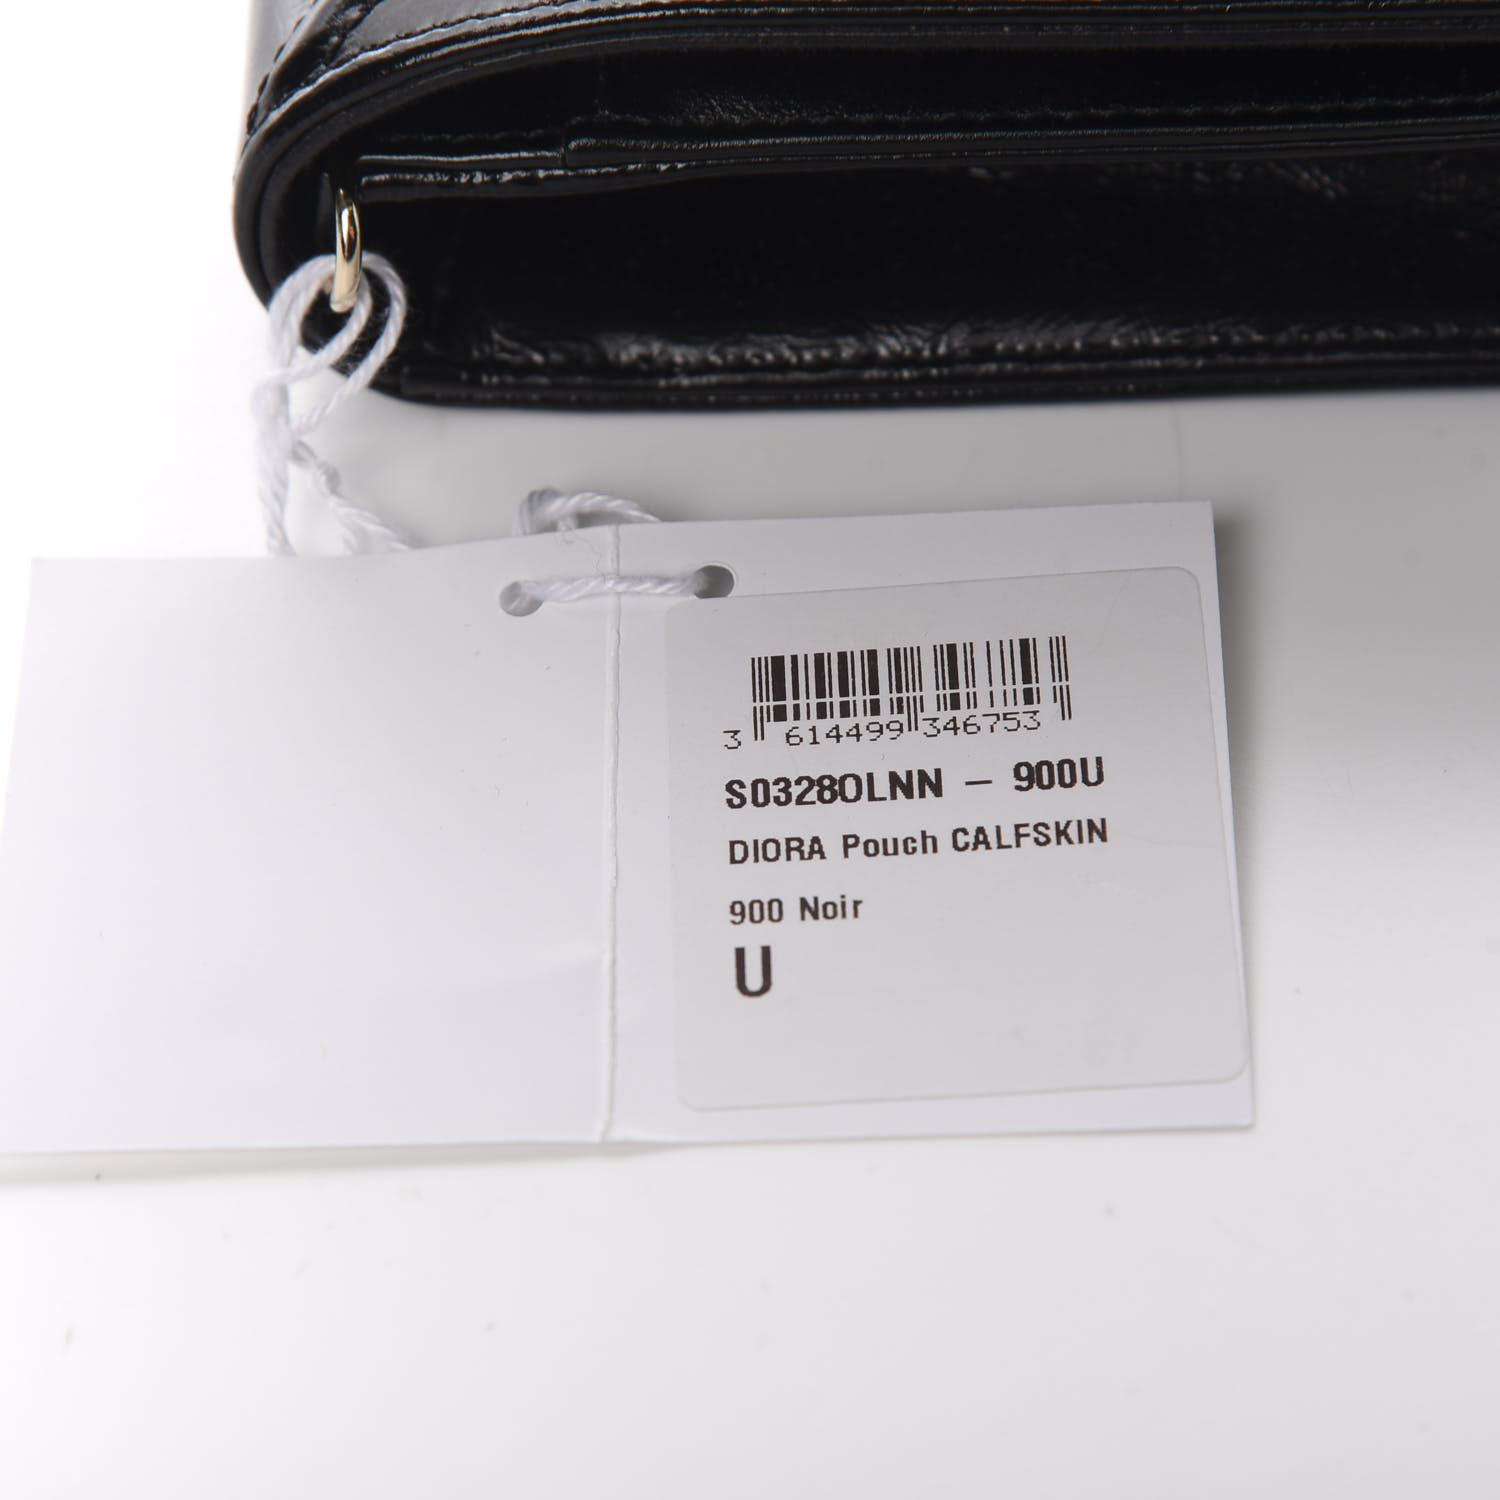 3 614499 346753
S0328OLNN - 900U
DIORA Pouch CALFSKIN
900 Noir
U